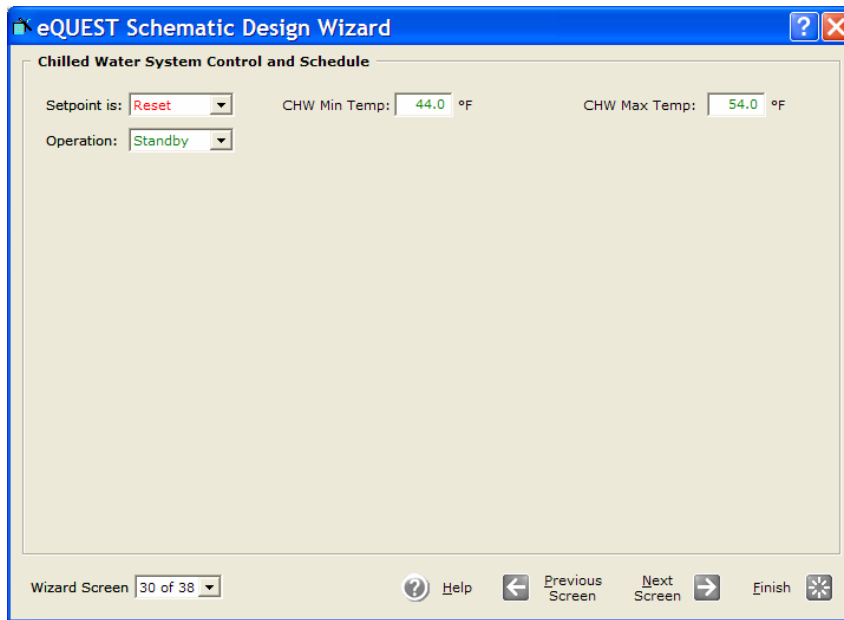 eQUEST Schematic Design Wizard
Chilled Water System Control and Schedule
Setpoint is: Reset CHW Min Temp: 44.0 °F CHW Max Temp: 54.0 °F
Operation: Standby
Wizard Screen 30 of 38 ? Help Previous Screen Next Screen Finish